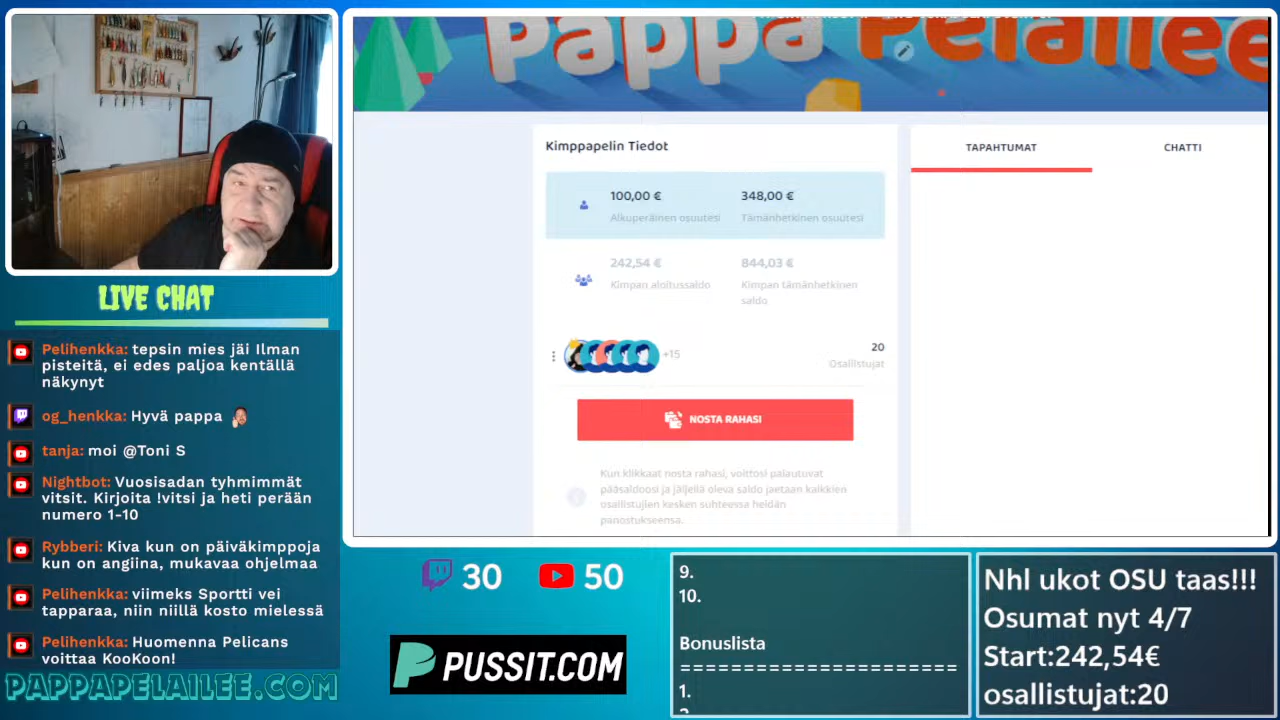 Pappa Pelailee
Kimppapelin Tiedot
100,00 €
Alkuperäinen osuutesi
348,00 €
Tämänhetkinen osuutesi
242,54 €
Kimpan aloitussaldo
844,03 €
Kimpan tämänhetkinen
saldo
+15
20
Osallistujat
NOSTA RAHASI
Kun klikkaat nosta rahasi, voittosi palautuvat
pääsaldoosi ja jäljellä oleva saldo jaetaan kaikkien
osallistujien kesken suhteessa heidän
panostukseensa.
TAPAHTUMAT
CHATTI
LIVE CHAT
Pelihenkka: tepsin mies jäi Ilman
pisteitä, ei edes paljoa kentällä
näkynyt
og_henkka: Hyvä pappa
tanja: moi @Toni S
Nightbot: Vuosisadan tyhmimmät
vitsit. Kirjoita !vitsi ja heti perään
numero 1-10
Rybberi: Kiva kun on päiväkimppoja
kun on angiina, mukavaa ohjelmaa
Pelihenkka: viimeks Sportti vei
tapparaa, niin niillä kosto mielessä
Pelihenkka: Huomenna Pelicans
voittaa KooKoon!
PAPPAPELAILEE.COM
30
50
PUSSIT.COM
9.
10.
Bonuslista
======================
1.
Nhl ukot OSU taas!!!
Osumat nyt 4/7
Start:242,54€
osallistujat:20